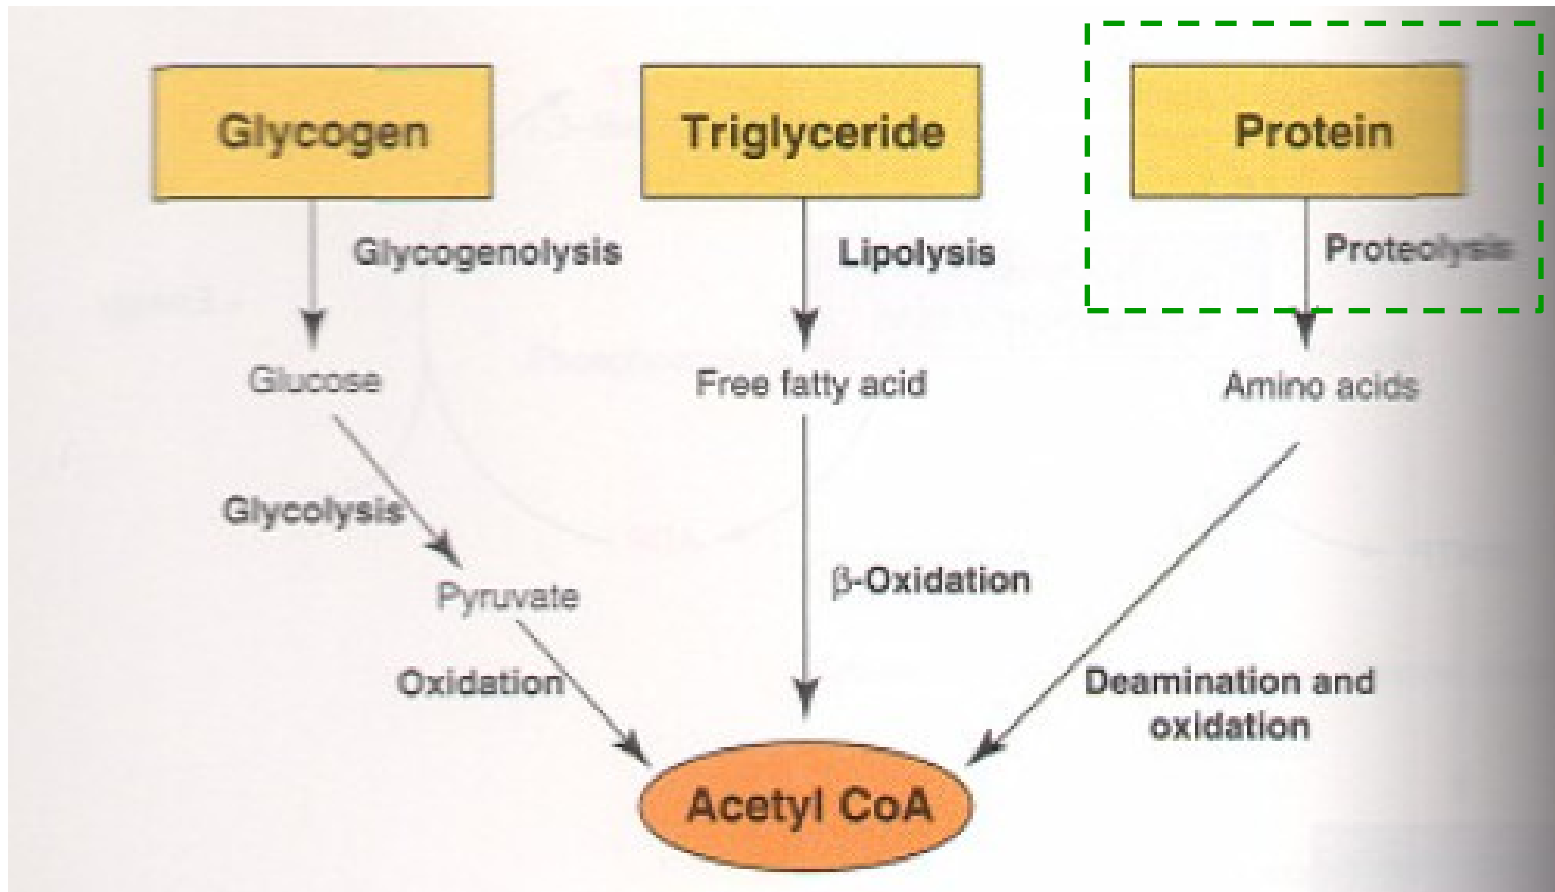 Glycogen
Triglyceride
Protein
Glycogenolysis
Lipolysis
Proteolysis
Glucose
Free fatty acid
Amino acids
Glycolysis
Pyruvate
β-Oxidation
Oxidation
Deamination and
oxidation
Acetyl CoA